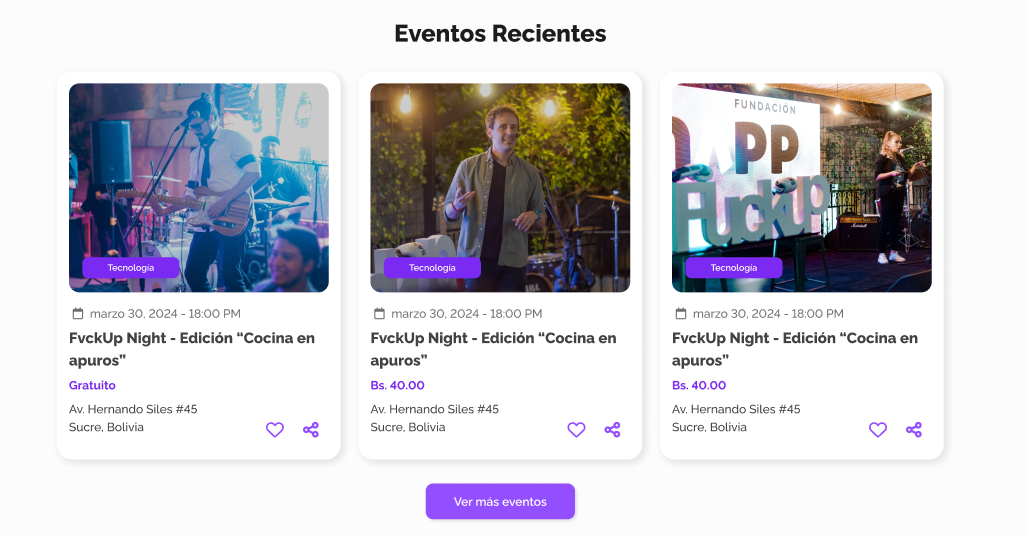 Eventos Recientes
FUNDACIÓN
APP
FuckUp
Tecnología
Tecnología
Tecnología
marzo 30, 2024 - 18:00 PM
marzo 30, 2024 - 18:00 PM
marzo 30, 2024 - 18:00 PM
FvckUp Night - Edición “Cocina en
apuros”
FvckUp Night - Edición “Cocina en
apuros”
FvckUp Night - Edición “Cocina en
apuros”
Gratuito
Bs. 40.00
Bs. 40.00
Av. Hernando Siles #45
Sucre, Bolivia
Av. Hernando Siles #45
Sucre, Bolivia
Av. Hernando Siles #45
Sucre, Bolivia
Ver más eventos